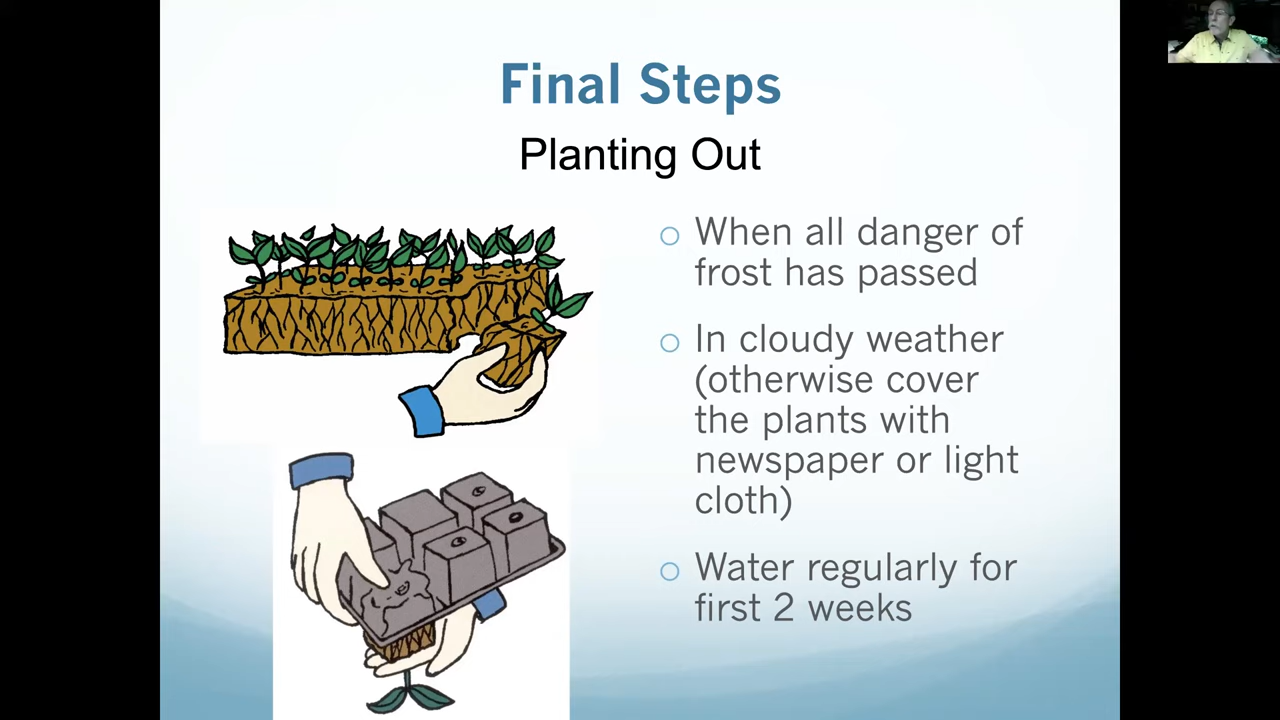 Final Steps
Planting Out
When all danger of
frost has passed
In cloudy weather
(otherwise cover
the plants with
newspaper or light
cloth)
Water regularly for
first 2 weeks